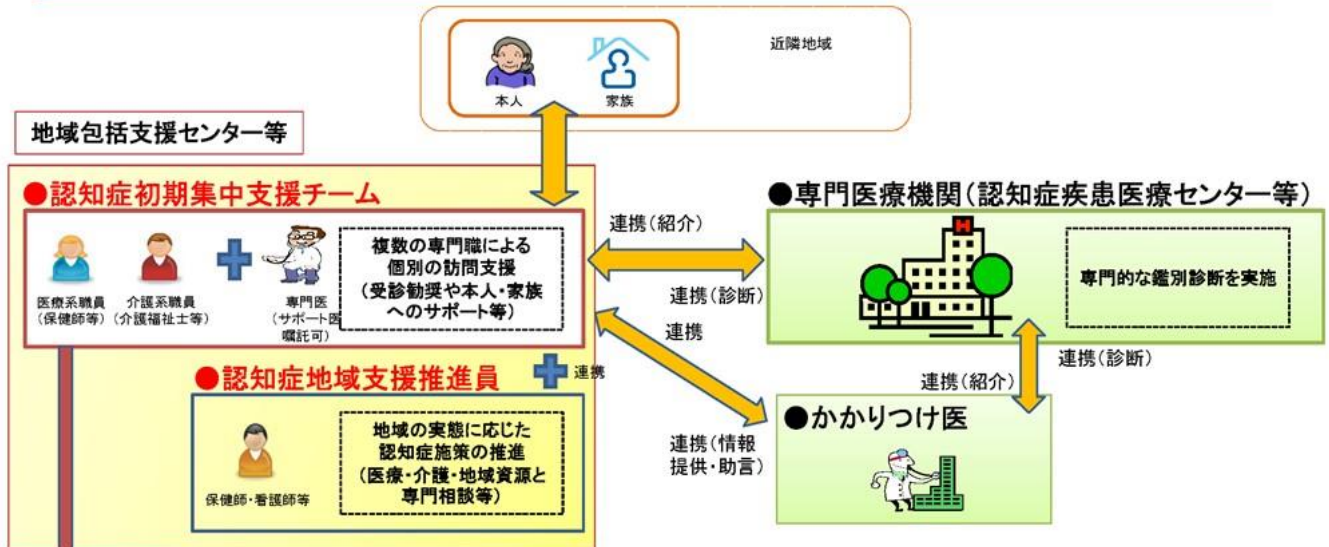 近隣地域
本人
家族
地域包括支援センター等
●認知症初期集中支援チーム
医療系職員
(保健師等)
介護系職員
(介護福祉士等)
専門医
(サポート医
嘱託可)
複数の専門職による
個別の訪問支援
(受診勧奨や本人・家族
へのサポート等)
●認知症地域支援推進員
連携
保健師・看護師等
地域の実態に応じた
認知症施策の推進
(医療・介護・地域資源と
専門相談等)
連携(紹介)
連携(診断)
連携
連携(情報
提供・助言)
●専門医療機関(認知症疾患医療センター等)
H
専門的な鑑別診断を実施
連携(紹介)
連携(診断)
●かかりつけ医